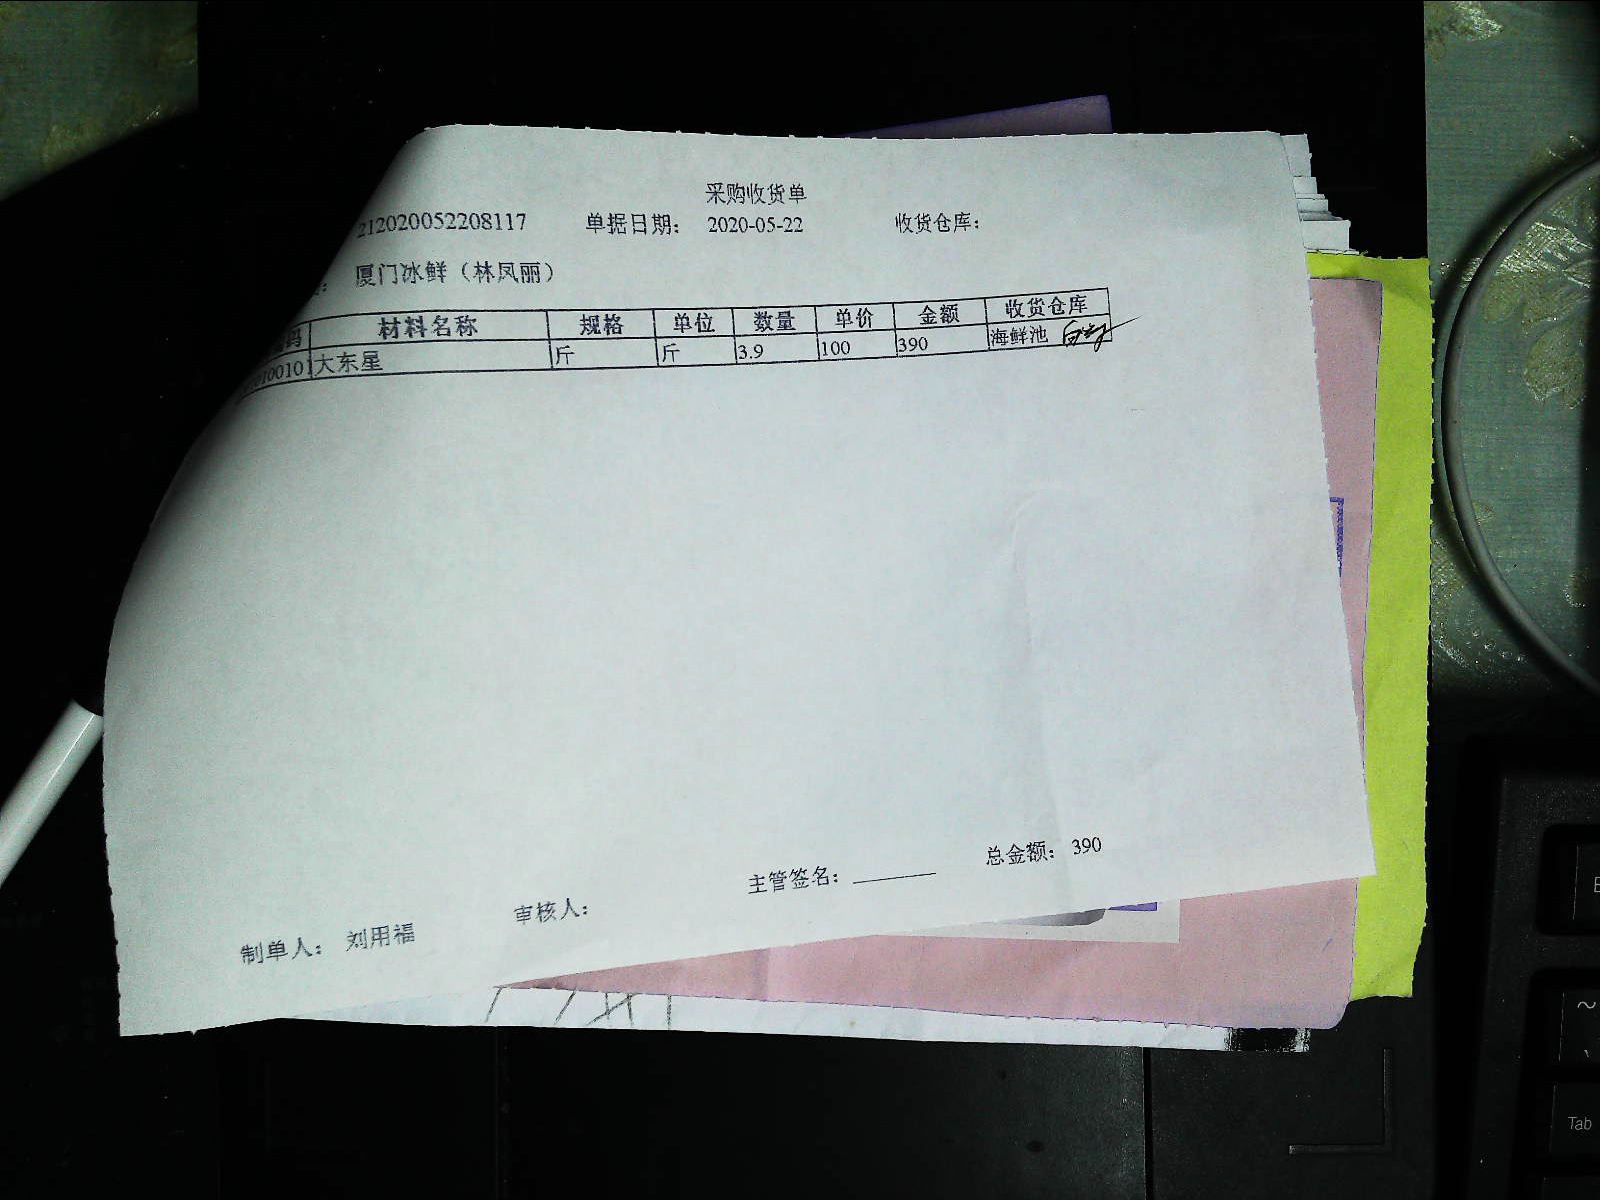 采购收货单
212020052208117 单据日期： 2020-05-22 收货仓库：
： 厦门冰鲜（林凤丽）
码 材料名称 规格 单位 数量 单价 金额 收货仓库
00101 大东星 斤 斤 3.9 100 390 海鲜池
总金额： 390
主管签名：
审核人：
制单人： 刘用福
~
Tab